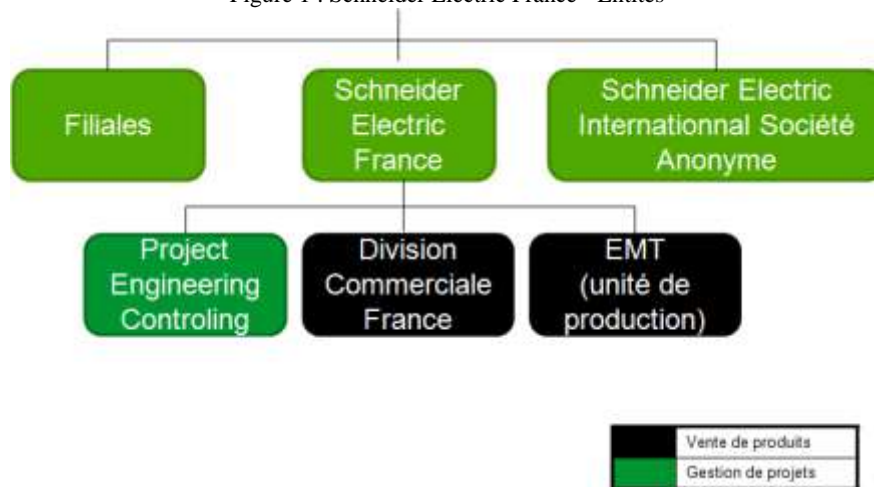 Figure 1 : Schneider Electric France - Entités
Filiales
Schneider
Electric
France
Schneider Electric
Internationnal Société
Anonyme
Project
Engineering
Controling
Division
Commerciale
France
EMT
(unité de
production)
Vente de produits
Gestion de projets